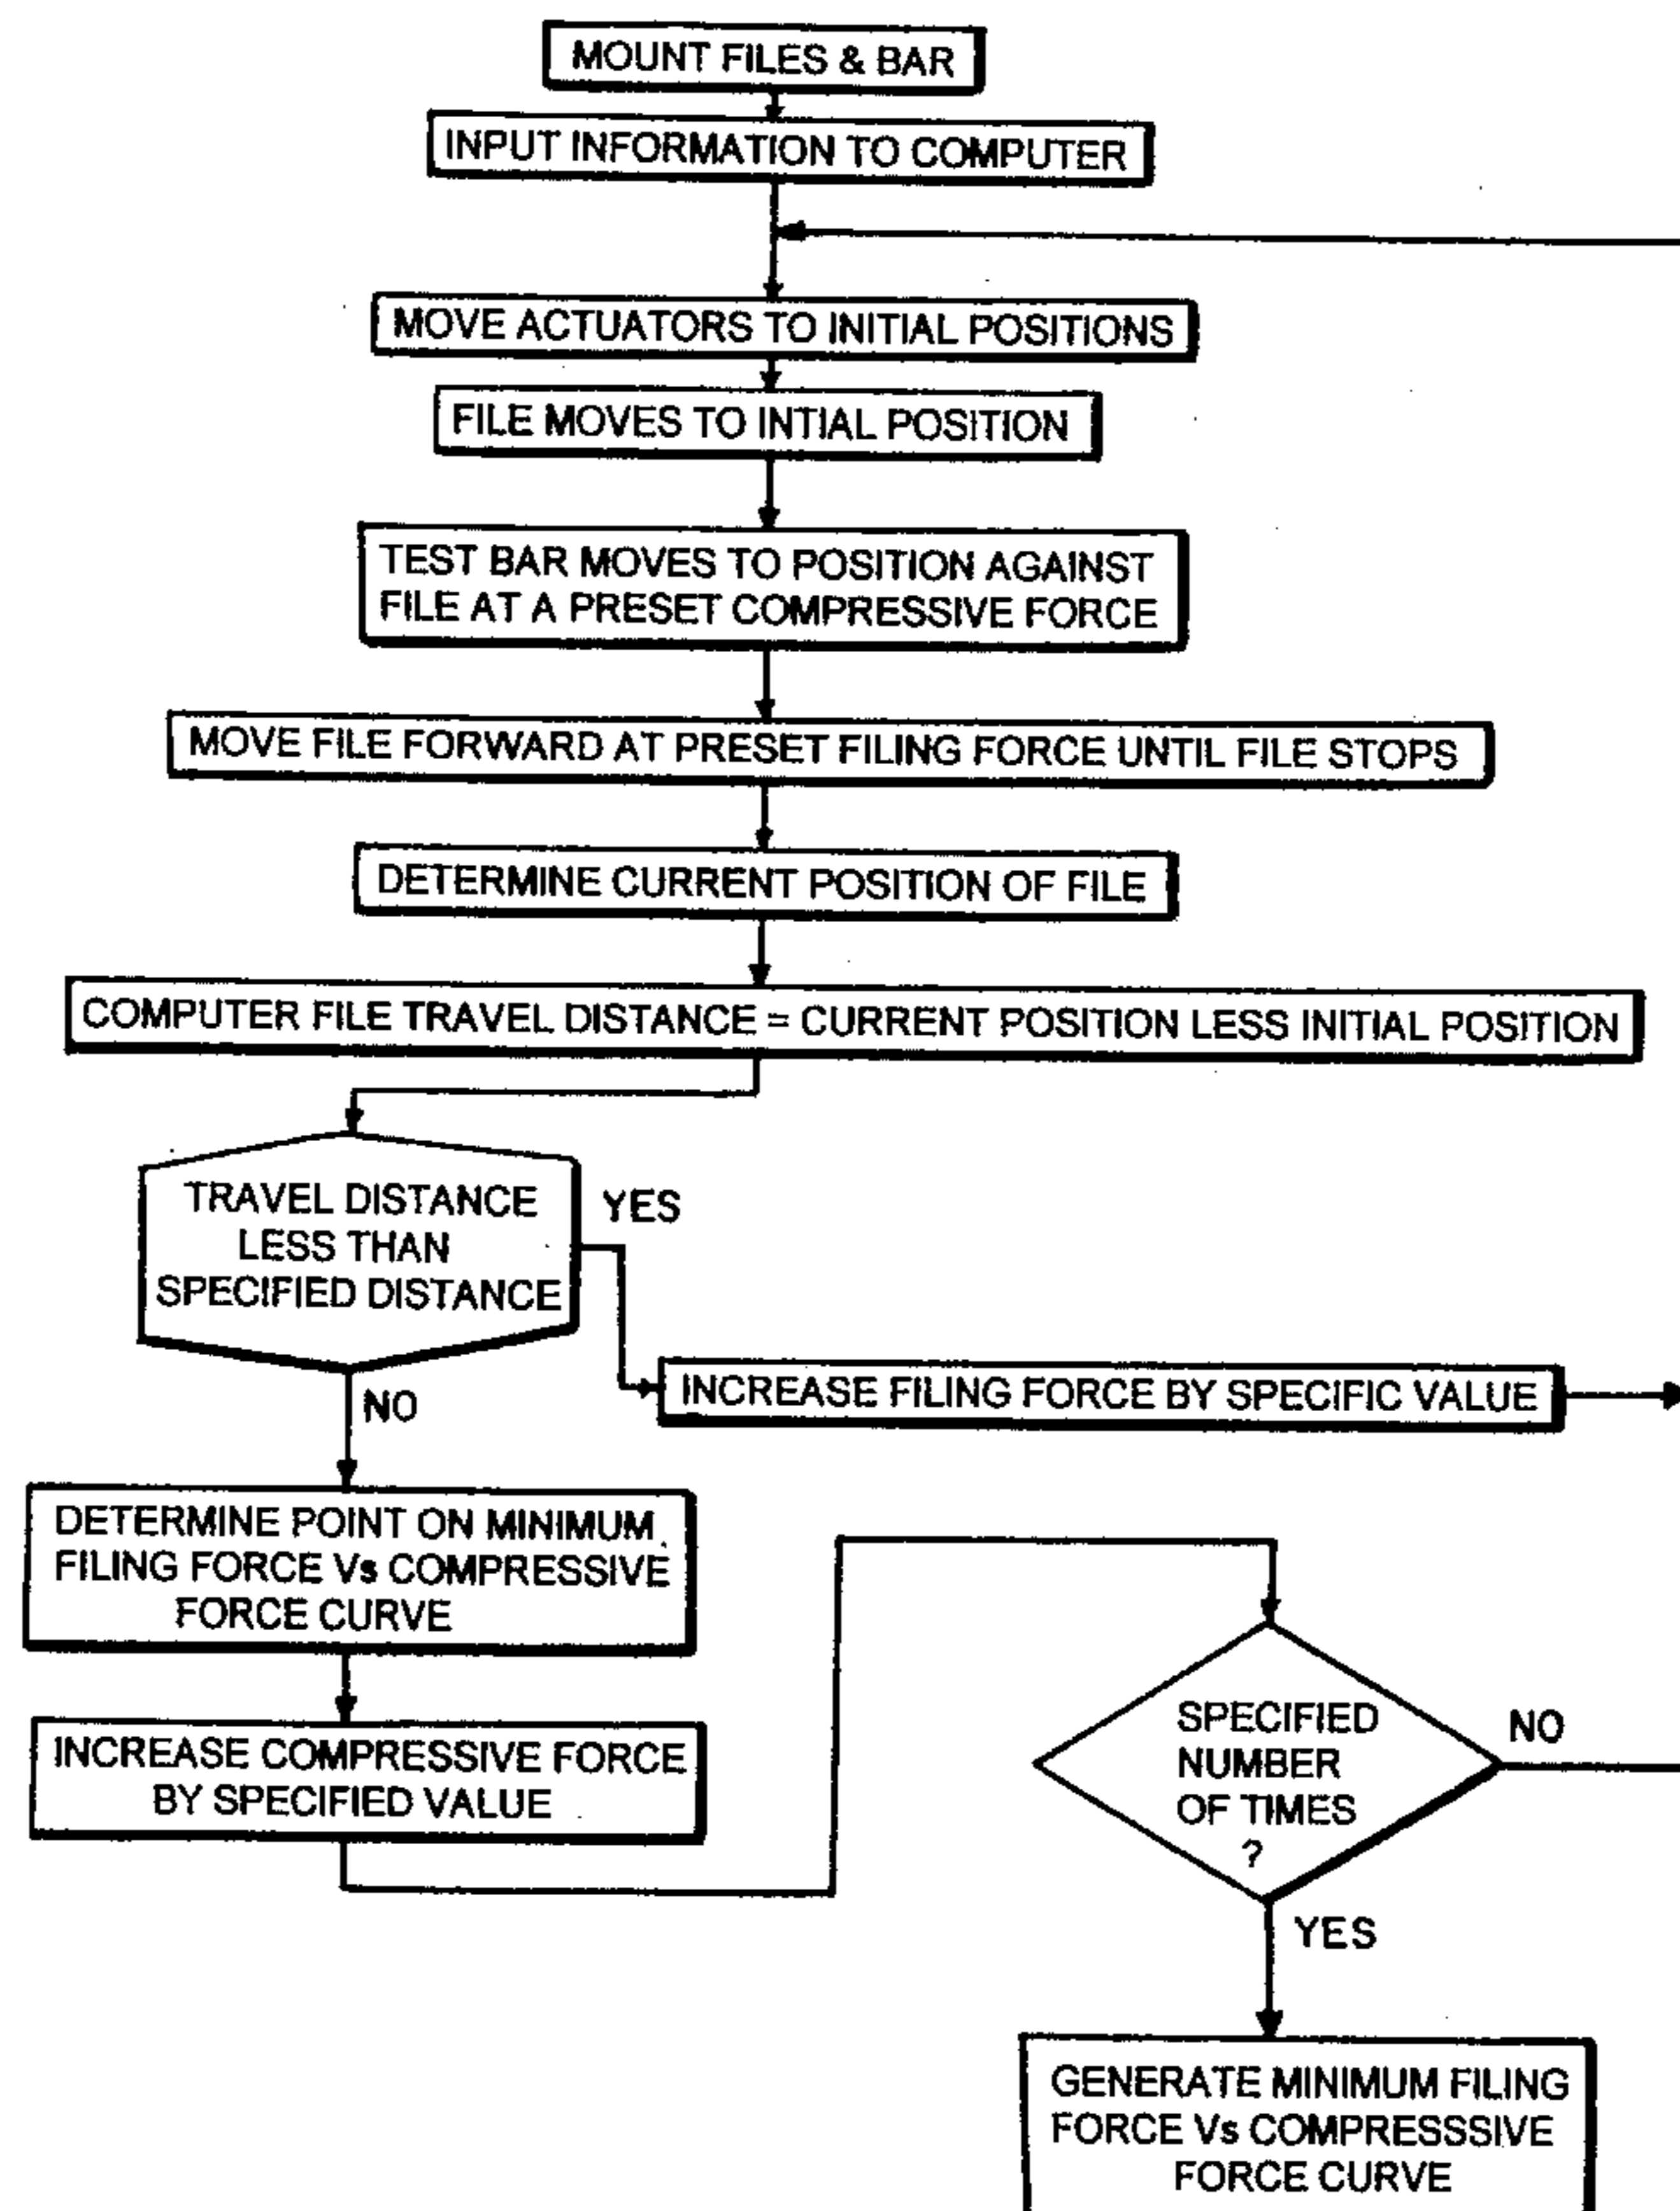 MOUNT FILES & BAR
INPUT INFORMATION TO COMPUTER
MOVE ACTUATORS TO INITIAL POSITIONS
FILE MOVES TO INTIAL POSITION
TEST BAR MOVES TO POSITION AGAINST
FILE AT A PRESET COMPRESSIVE FORCE
MOVE FILE FORWARD AT PRESET FILING FORCE UNTIL FILE STOPS
DETERMINE CURRENT POSITION OF FILE
COMPUTER FILE TRAVEL DISTANCE = CURRENT POSITION LESS INITIAL POSITION
TRAVEL DISTANCE
LESS THAN
SPECIFIED DISTANCE
YES
INCREASE FILING FORCE BY SPECIFIC VALUE
NO
DETERMINE POINT ON MINIMUM
FILING FORCE Vs COMPRESSIVE
FORCE CURVE
INCREASE COMPRESSIVE FORCE
BY SPECIFIED VALUE
SPECIFIED
NUMBER
OF TIMES
?
NO
YES
GENERATE MINIMUM FILING
FORCE Vs COMPRESSSIVE
FORCE CURVE